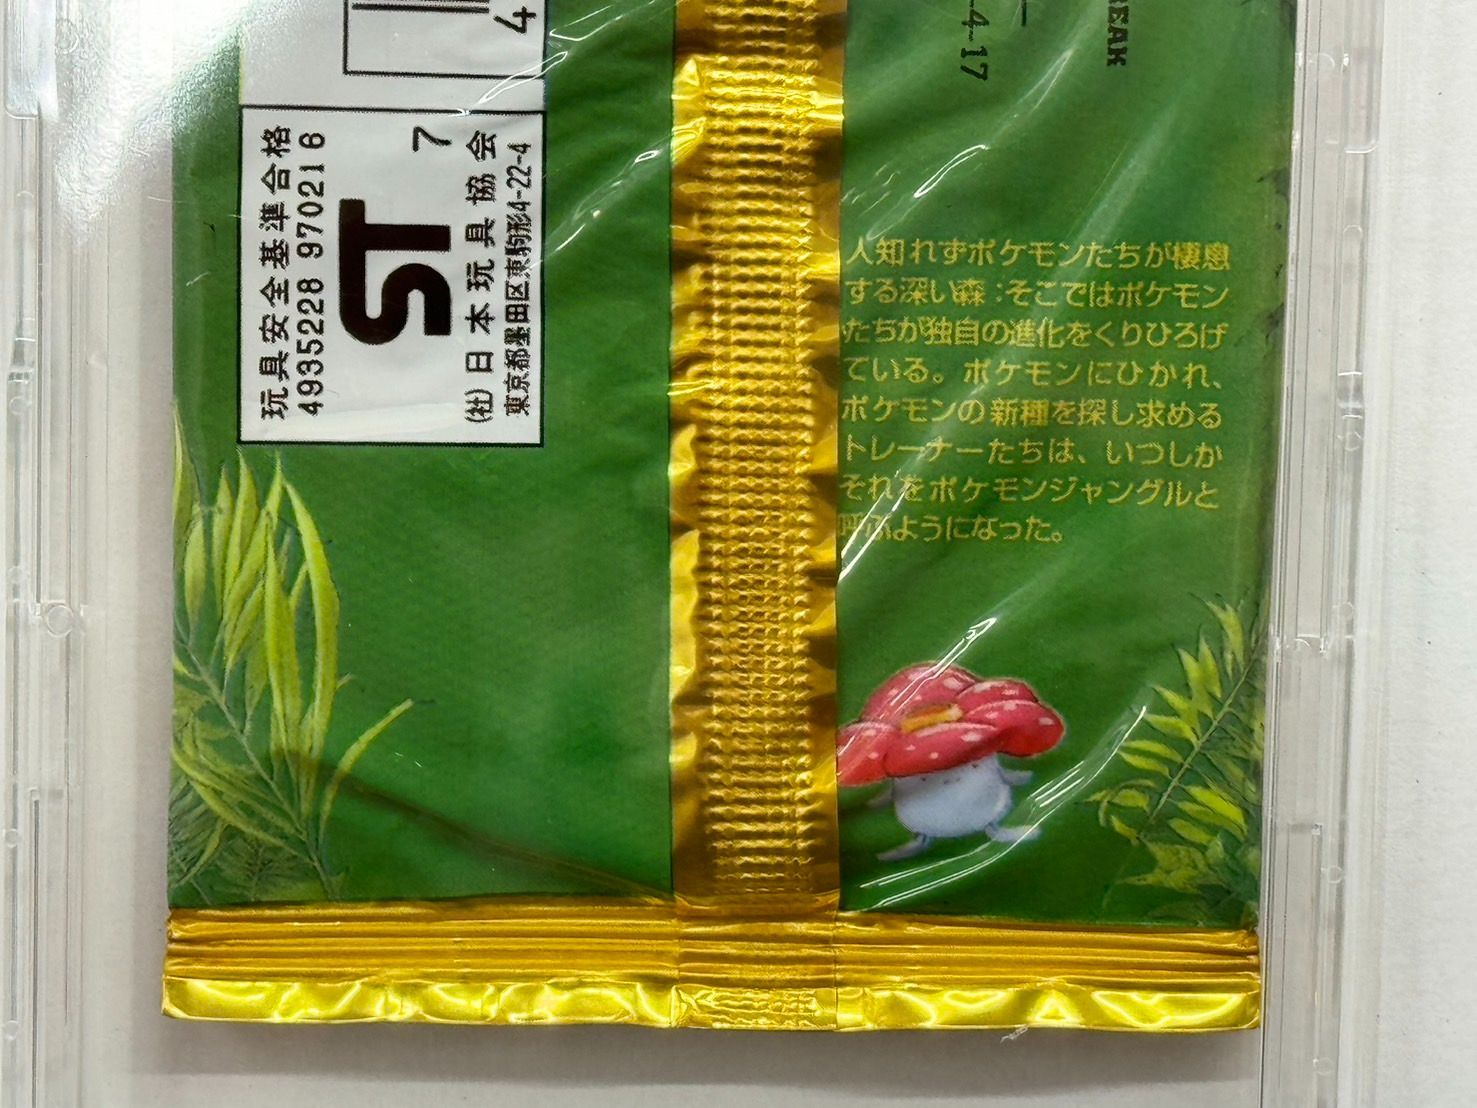 4
玩具安全基準合格
4935228 970216
ST
7
(社)日本玩具協会
東京都墨田区東駒形4-22-4
-4-17
REAK
人知れずポケモンたちが棲息
する深い森:そこではポケモン
たちが独自の進化をくりひろげ
ている。ポケモンにひかれ、
ポケモンの新種を探し求める
トレーナーたちは、いつしか
それをポケモンジャングルと
呼ぶようになった。